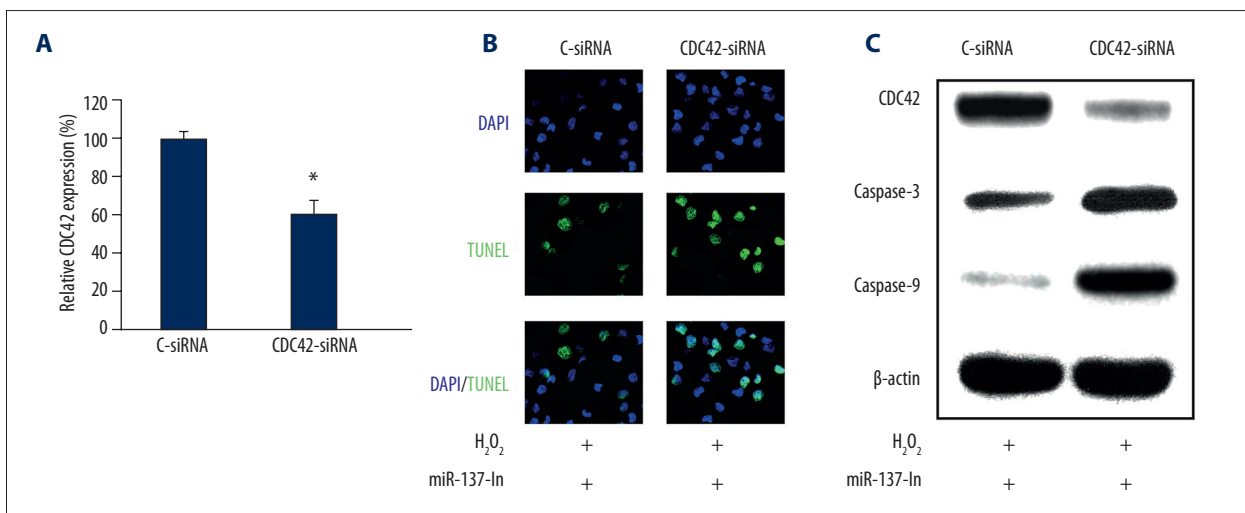 A
Relative CDC42 expression (%)
120
100
80
60
40
20
0
*
C-siRNA CDC42-siRNA
B
C-siRNA CDC42-siRNA
DAPI
TUNEL
DAPI/TUNEL
H₂O₂ + +
miR-137-In + +
C
C-siRNA CDC42-siRNA
CDC42
Caspase-3
Caspase-9
β-actin
H₂O₂ + +
miR-137-In + +